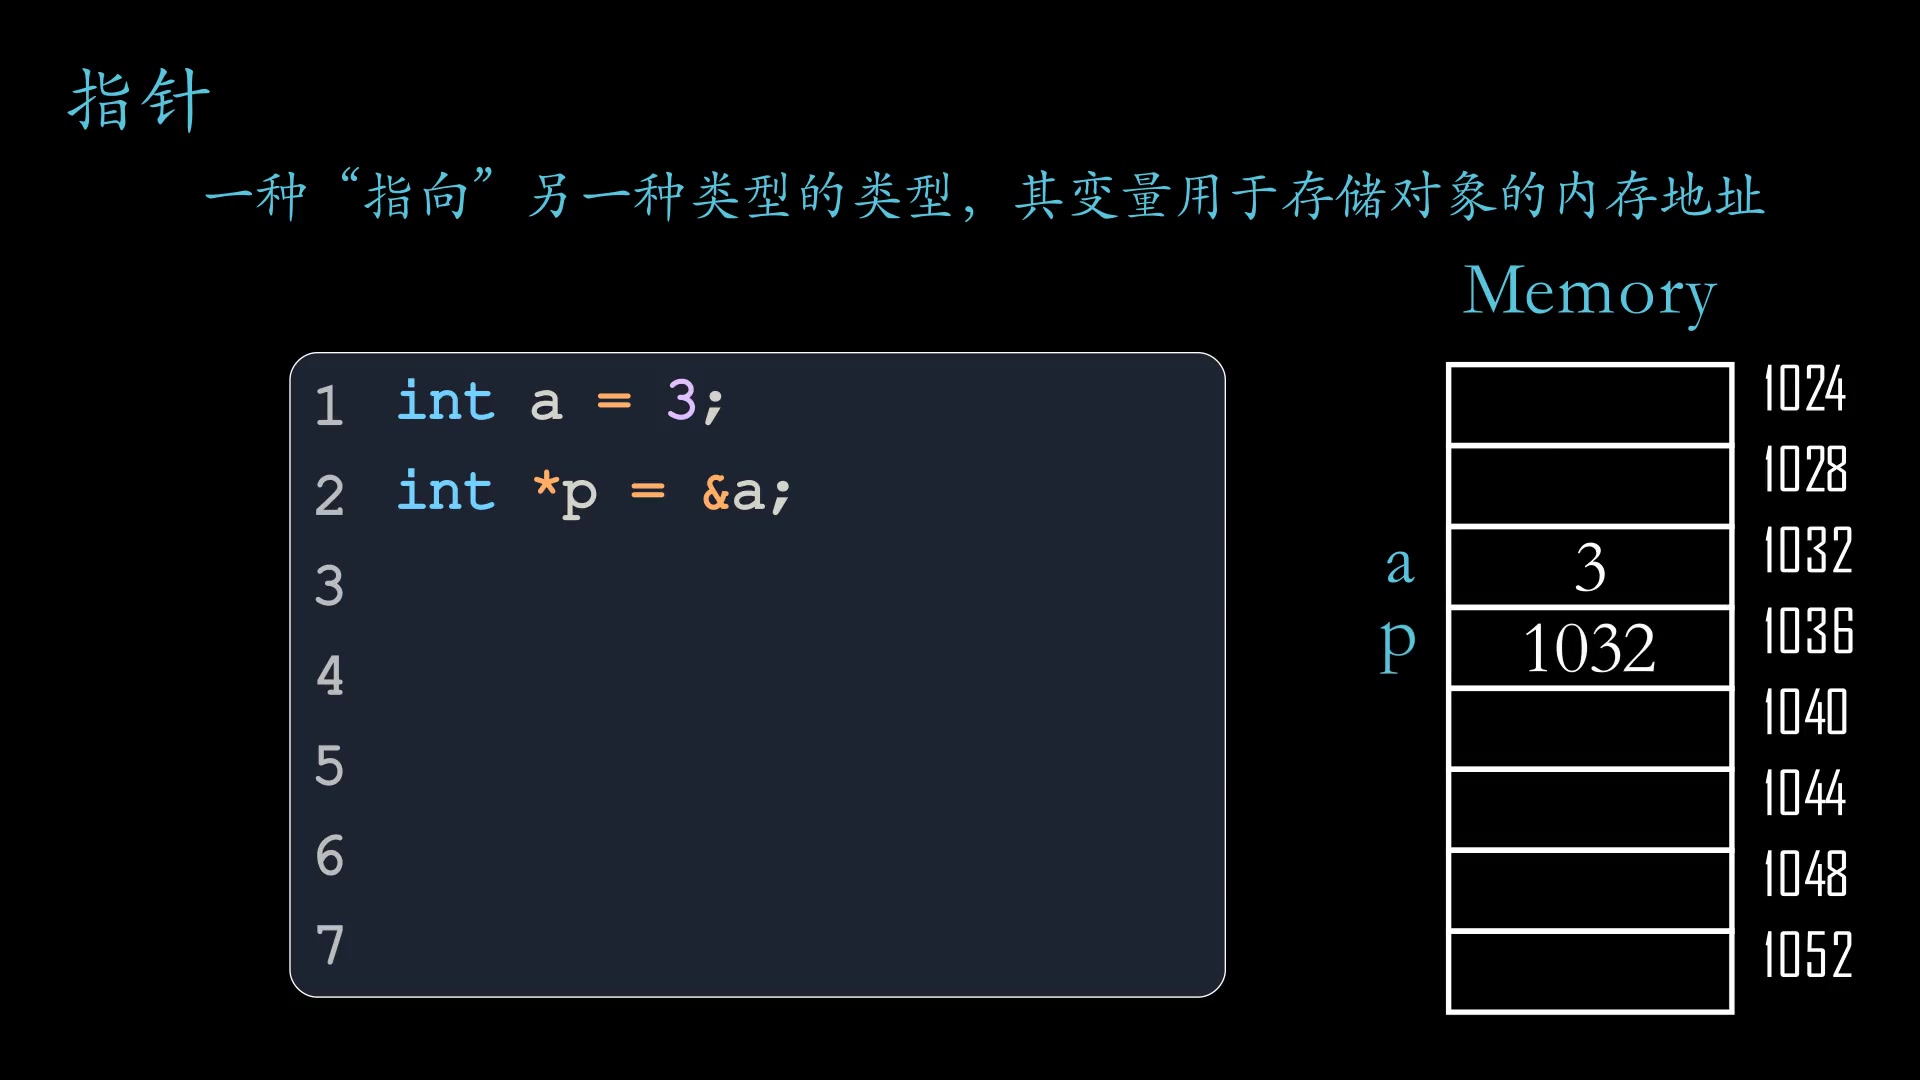 指针
一种“指向”另一种类型的类型，其变量用于存储对象的内存地址
Memory
1 int a = 3;
2 int *p = &a;
3
4
5
6
7
1024
1028
a 3 1032
p 1032 1036
1040
1044
1048
1052